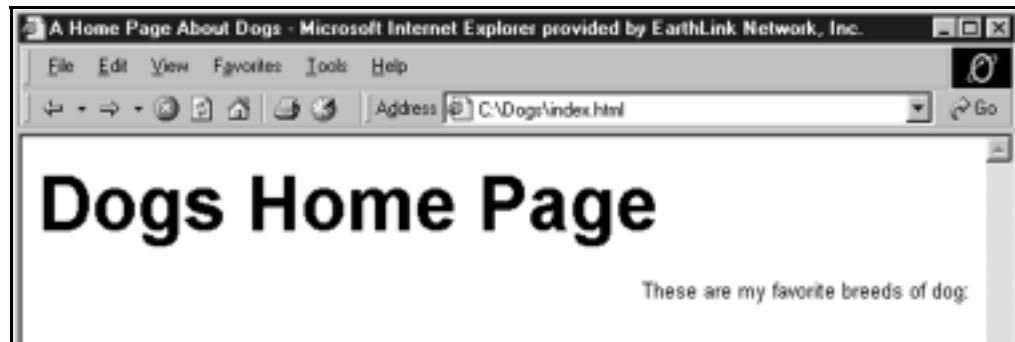 A Home Page About Dogs - Microsoft Internet Explorer provided by EarthLink Network, Inc.
File Edit View Favorites Tools Help
Address C:\Dogs\index.html Go
Dogs Home Page
These are my favorite breeds of dog: